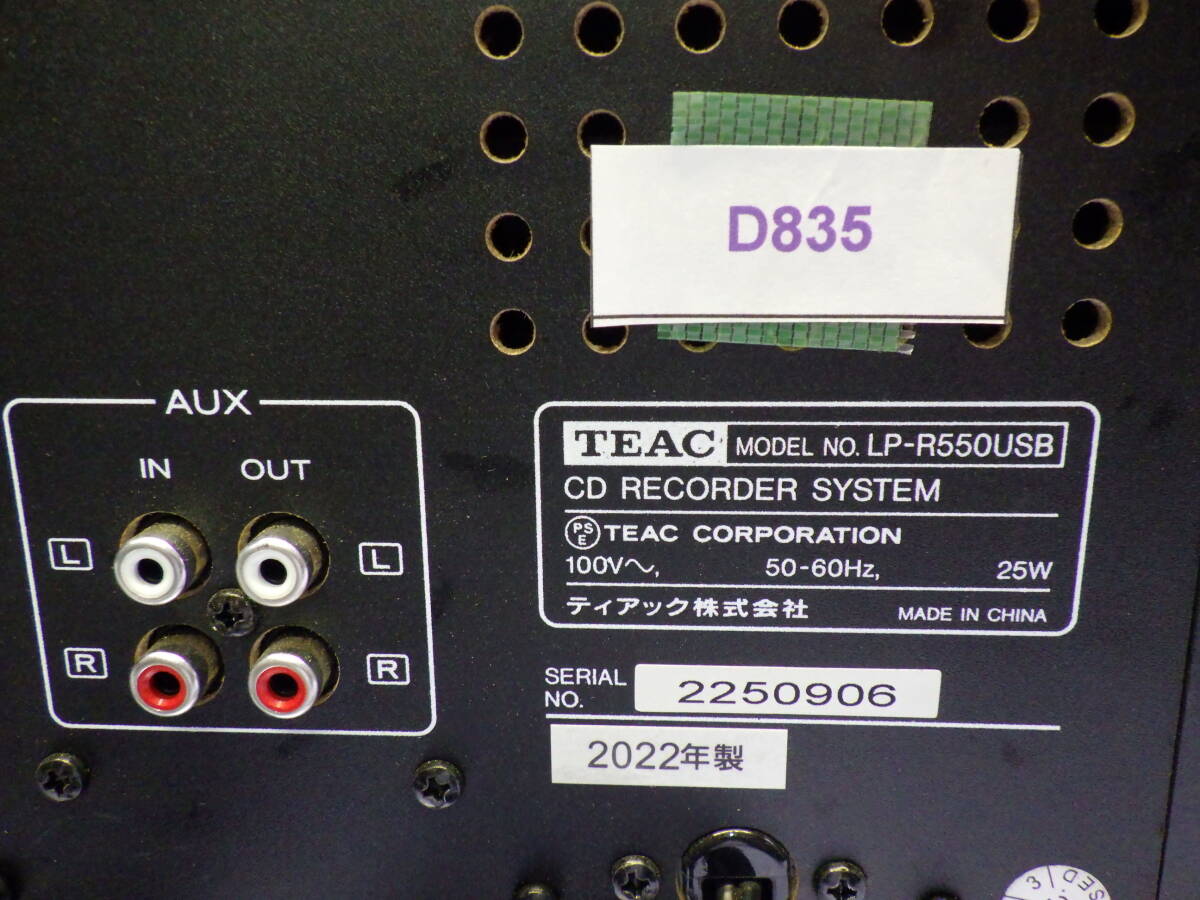 D835
AUX
IN OUT
L L
R R
TEAC MODEL NO. LP-R550USB
CD RECORDER SYSTEM
PSE TEAC CORPORATION
100V〜, 50-60Hz, 25W
ティアック株式会社 MADE IN CHINA
SERIAL NO. 2250906
2022年製